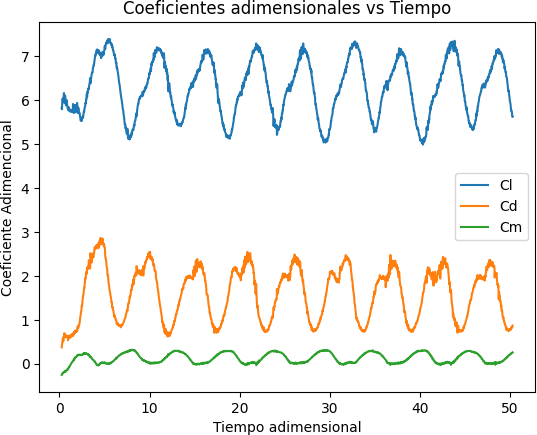 Coeficientes adimensionales vs Tiempo
Coeficiente Adimencional
7
6
5
4
3
2
1
0
Cl
Cd
Cm
0 10 20 30 40 50
Tiempo adimensional